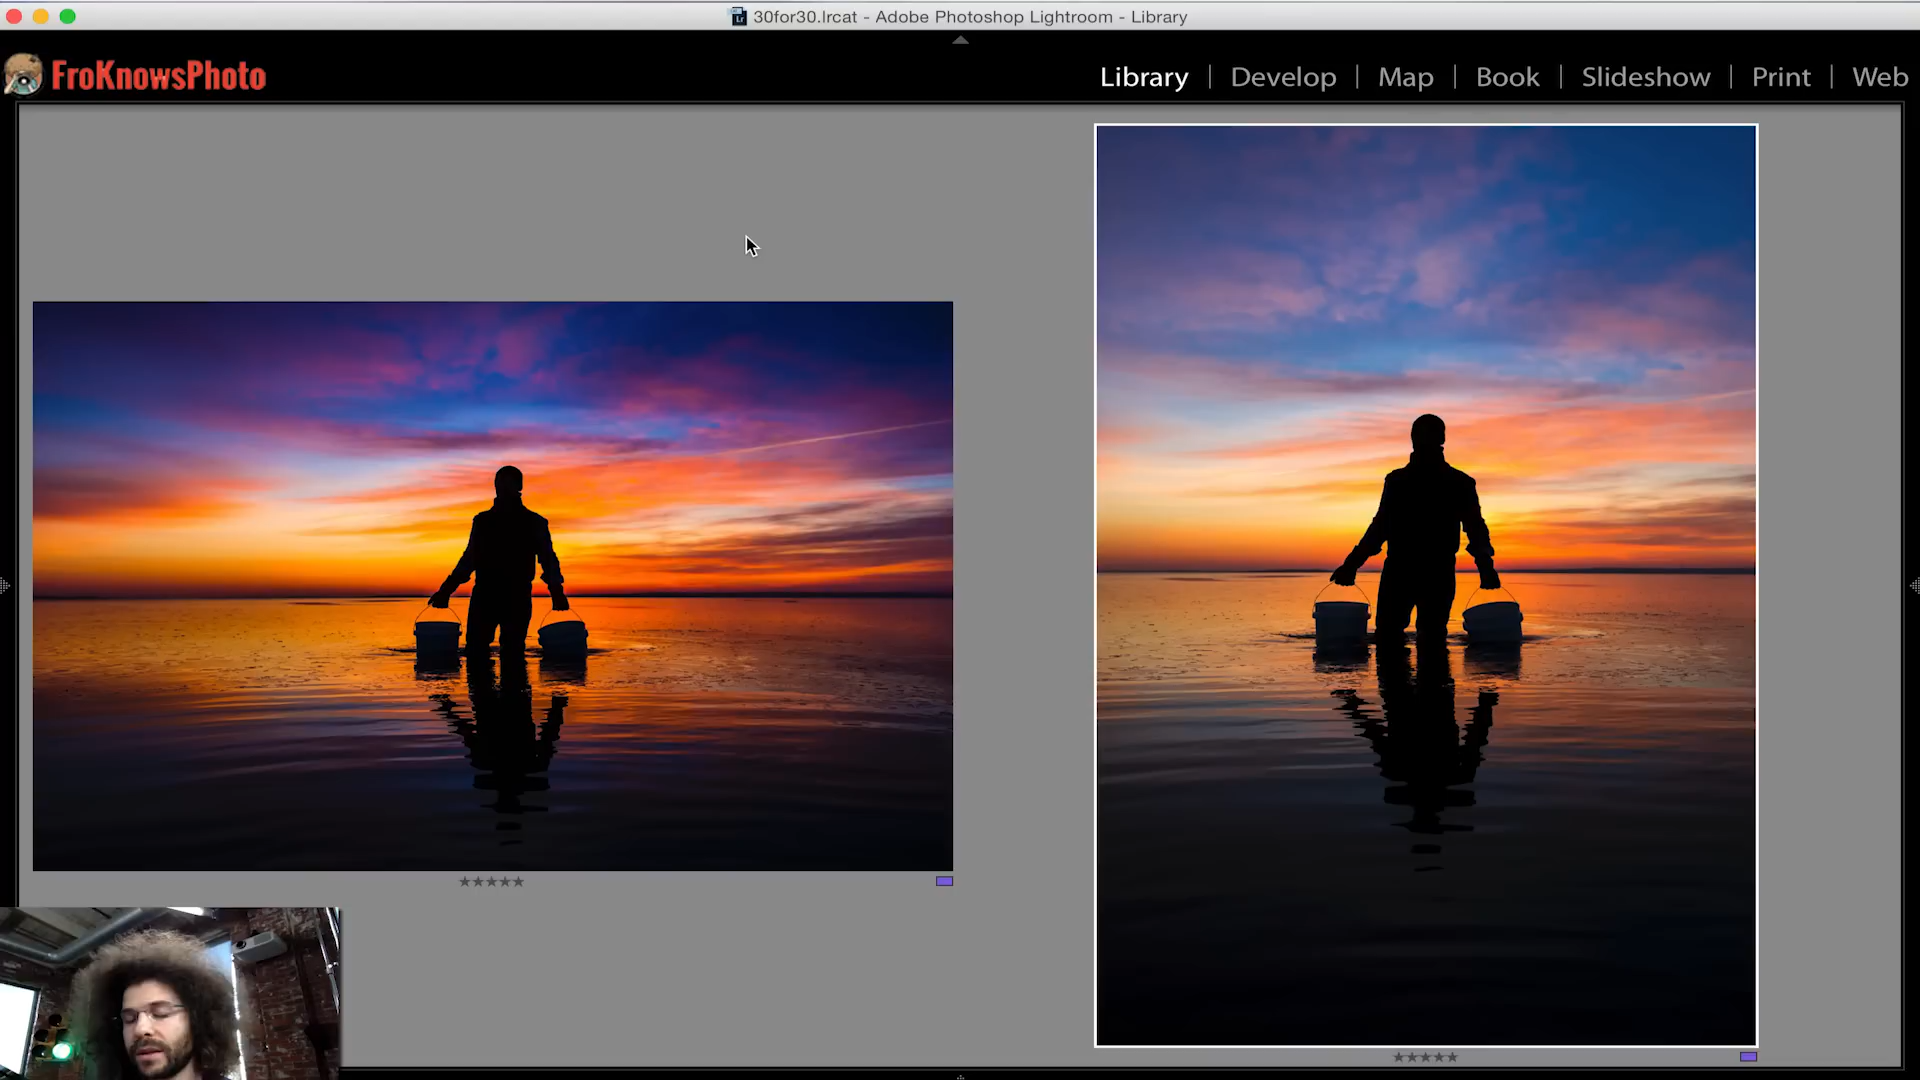 30for30.lrcat - Adobe Photoshop Lightroom - Library
FroKnowsPhoto
Library | Develop | Map | Book | Slideshow | Print | Web